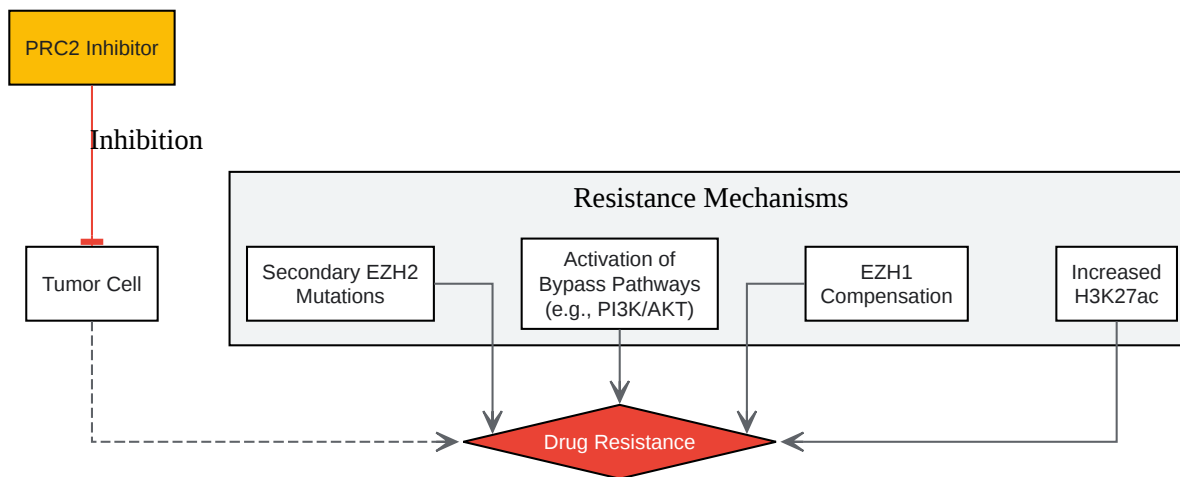 PRC2 Inhibitor
Inhibition
Resistance Mechanisms
Tumor Cell
Secondary EZH2
Mutations
Activation of
Bypass Pathways
(e.g., PI3K/AKT)
EZH1
Compensation
Increased
H3K27ac
Drug Resistance